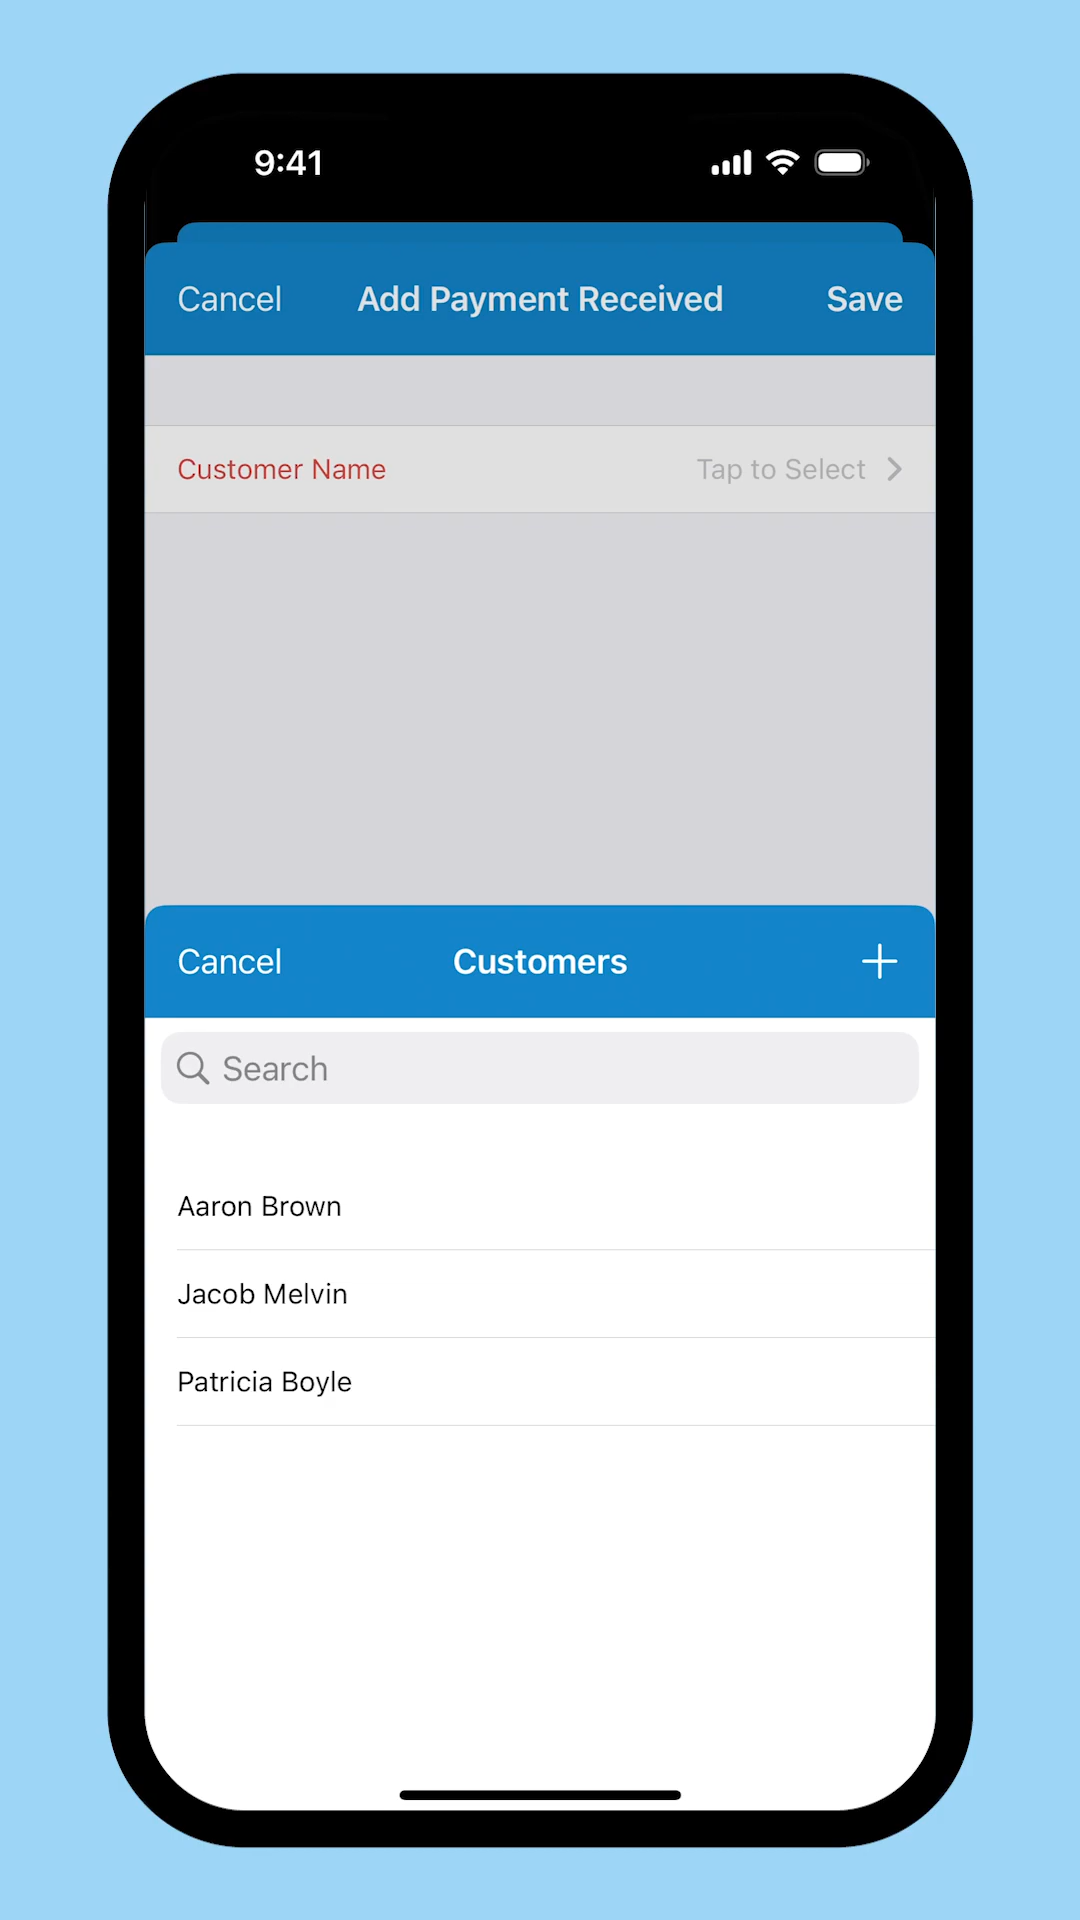 9:41
Cancel Add Payment Received Save
Customer Name Tap to Select
Cancel Customers
Search
Aaron Brown
Jacob Melvin
Patricia Boyle